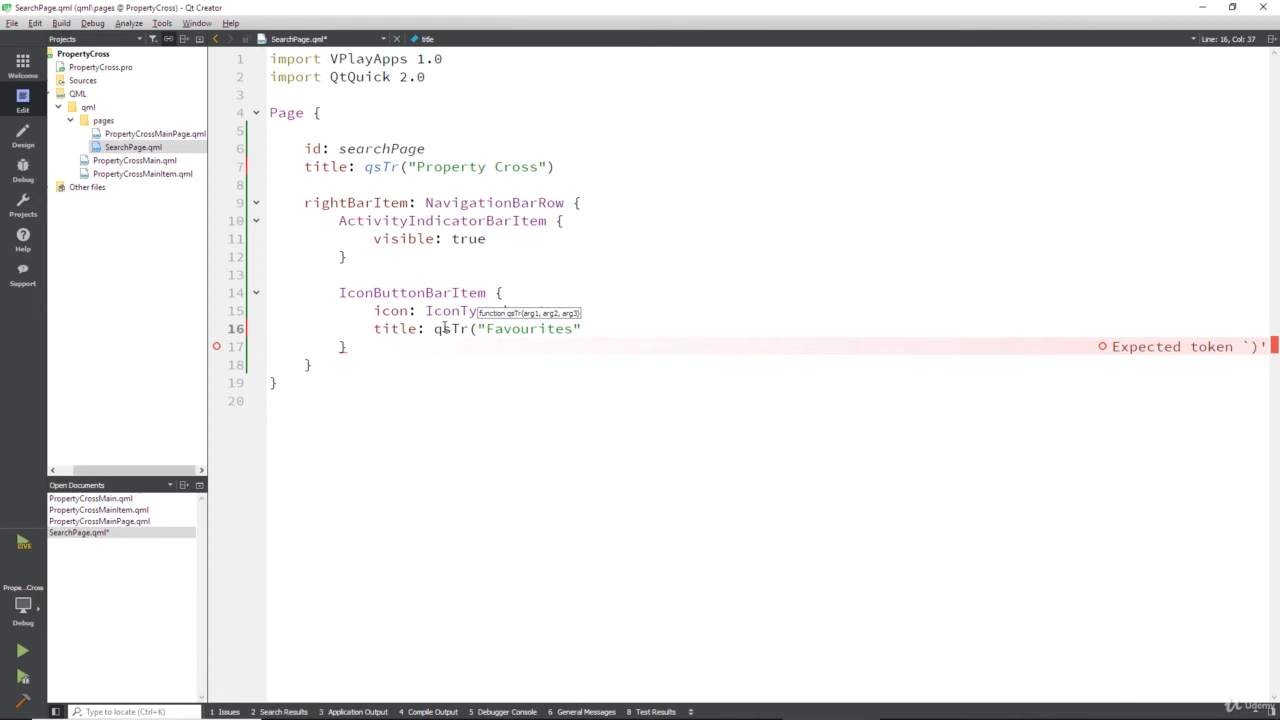 SearchPage.qml (qml\pages @ PropertyCross) - Qt Creator
File Edit Build Debug Analyze Tools Window Help
Projects
SearchPage.qml*
title
Line: 16, Col: 37
Welcome
Edit
Design
Debug
Projects
Help
Support
PropertyCross
PropertyCross.pro
Sources
QML
qml
pages
PropertyCrossMainPage.qml
SearchPage.qml
PropertyCrossMain.qml
PropertyCrossMainItem.qml
Other files
1 import VPlayApps 1.0
2 import QtQuick 2.0
3
4 Page {
5
6 id: searchPage
7 title: qsTr("Property Cross")
8
9 rightBarItem: NavigationBarRow {
10 ActivityIndicatorBarItem {
11 visible: true
12 }
13
14 IconButtonBarItem {
15 icon: IconTy
function qsTr(arg1, arg2, arg3)
16 title: qsTr("Favourites"
17 }
Expected token `)'
18 }
19 }
20
Open Documents
PropertyCrossMain.qml
PropertyCrossMainItem.qml
PropertyCrossMainPage.qml
SearchPage.qml*
LIVE
Prope...Cross
Debug
Type to locate (Ctrl+K)
1 Issues 2 Search Results 3 Application Output 4 Compile Output 5 Debugger Console 6 General Messages 8 Test Results
Udemy